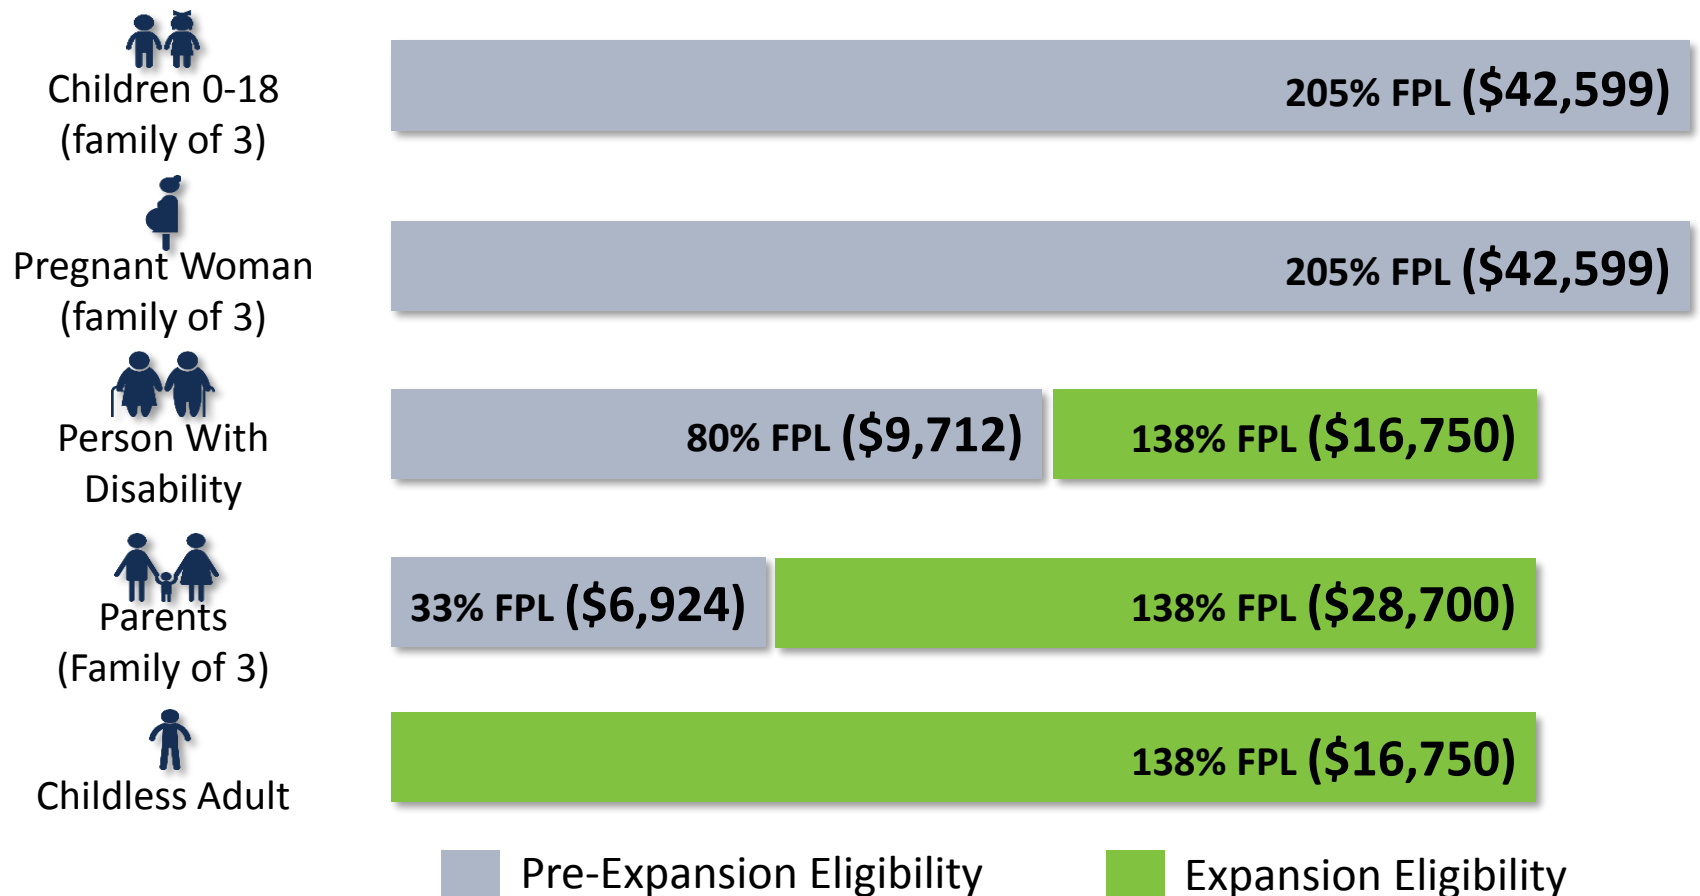 Children 0-18
(family of 3)
205% FPL ($42,599)
Pregnant Woman
(family of 3)
205% FPL ($42,599)
Person With
Disability
80% FPL ($9,712)
138% FPL ($16,750)
Parents
(Family of 3)
33% FPL ($6,924)
138% FPL ($28,700)
Childless Adult
138% FPL ($16,750)
Pre-Expansion Eligibility
Expansion Eligibility